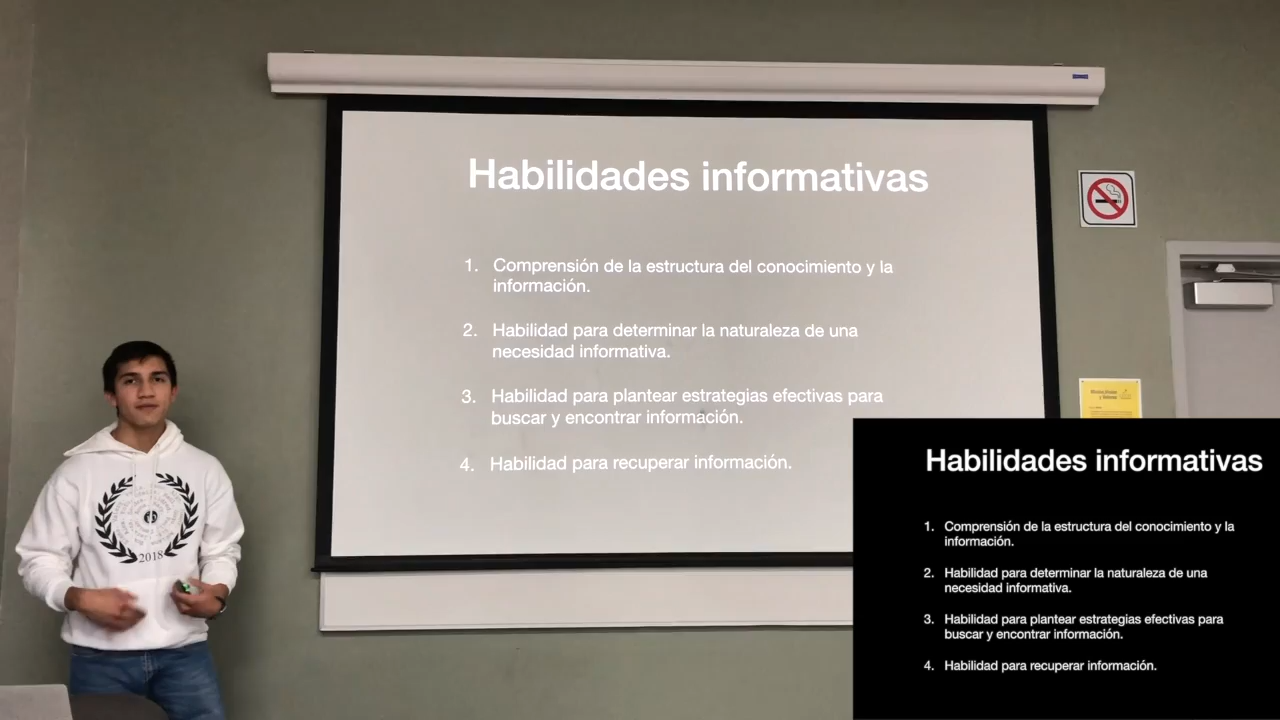 Habilidades informativas
1. Comprensión de la estructura del conocimiento y la
información.
2. Habilidad para determinar la naturaleza de una
necesidad informativa.
3. Habilidad para plantear estrategias efectivas para
buscar y encontrar información.
4. Habilidad para recuperar información.
2018
Habilidades informativas
1. Comprensión de la estructura del conocimiento y la
información.
2. Habilidad para determinar la naturaleza de una
necesidad informativa.
3. Habilidad para plantear estrategias efectivas para
buscar y encontrar información.
4. Habilidad para recuperar información.